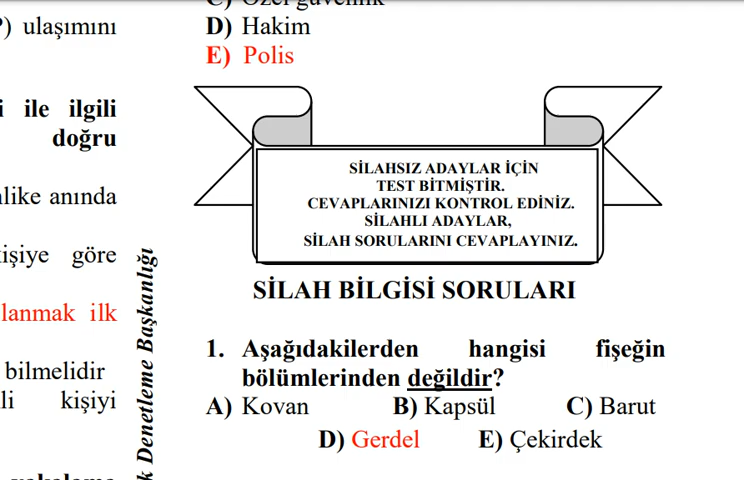 ) ulaşımını
i ile ilgili
doğru
anında
göre
lanmak ilk
bilmelidir
li kişiyi
Denetleme Başkanlığı
D) Hakim
E) Polis
SİLAHSIZ ADAYLAR İÇİN
TEST BİTMİŞTİR.
CEVAPLARINIZI KONTROL EDİNİZ.
SİLAHLI ADAYLAR,
SİLAH SORULARINI CEVAPLAYINIZ.
SİLAH BİLGİSİ SORULARI
1. Aşağıdakilerden hangisi fişeğin
bölümlerinden değildir?
A) Kovan B) Kapsül C) Barut
D) Gerdel E) Çekirdek